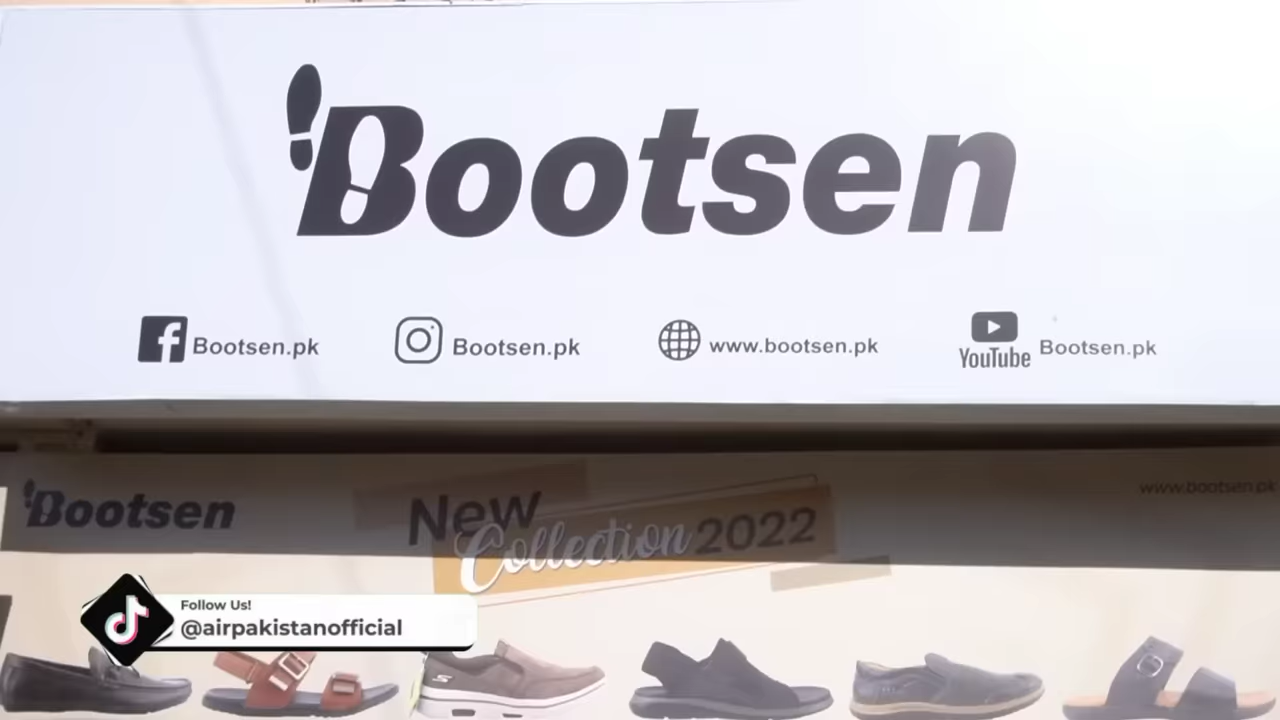 Bootsen
Bootsen.pk
Bootsen.pk
www.bootsen.pk
YouTube Bootsen.pk
Bootsen
New
Collection 2022
www.bootsen.pk
Follow Us!
@airpakistanofficial
S